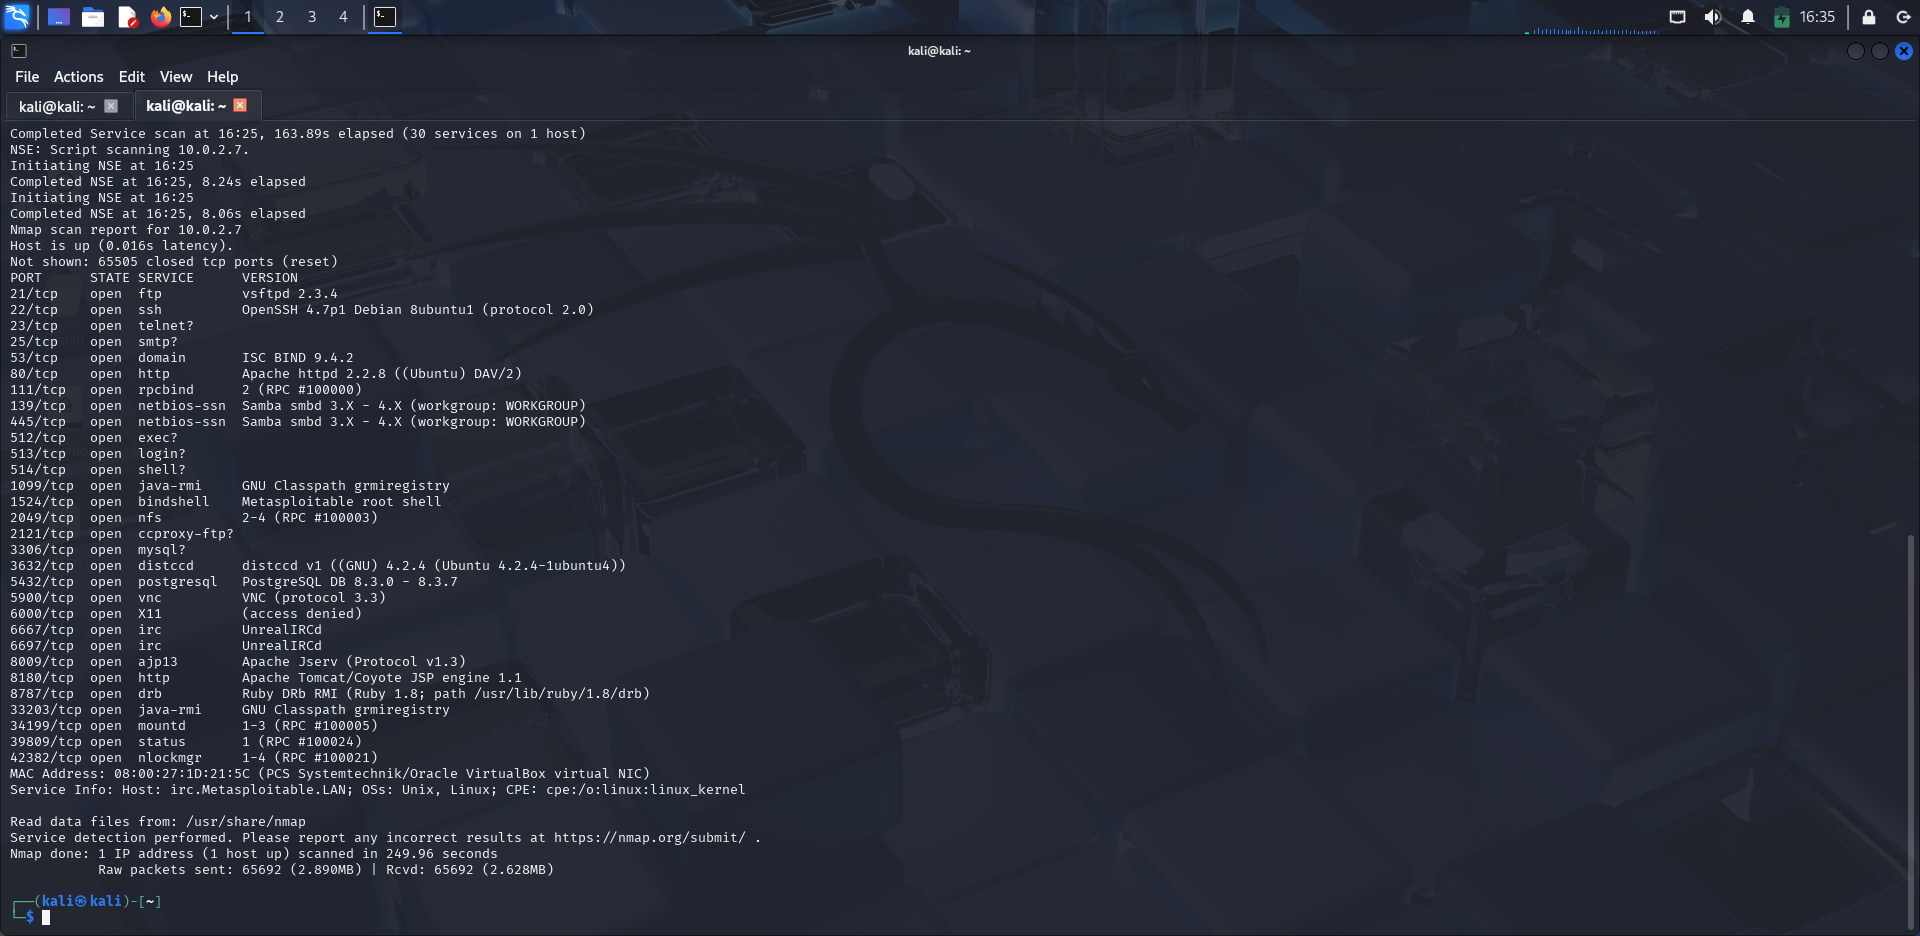 1 2 3 4 16:35
kali@kali: ~
File Actions Edit View Help
kali@kali: ~ kali@kali: ~
Completed Service scan at 16:25, 163.89s elapsed (30 services on 1 host)
NSE: Script scanning 10.0.2.7.
Initiating NSE at 16:25
Completed NSE at 16:25, 8.24s elapsed
Initiating NSE at 16:25
Completed NSE at 16:25, 8.06s elapsed
Nmap scan report for 10.0.2.7
Host is up (0.016s latency).
Not shown: 65505 closed tcp ports (reset)
PORT      STATE SERVICE      VERSION
21/tcp    open  ftp          vsftpd 2.3.4
22/tcp    open  ssh          OpenSSH 4.7p1 Debian 8ubuntu1 (protocol 2.0)
23/tcp    open  telnet?
25/tcp    open  smtp?
53/tcp    open  domain       ISC BIND 9.4.2
80/tcp    open  http         Apache httpd 2.2.8 ((Ubuntu) DAV/2)
111/tcp   open  rpcbind      2 (RPC #100000)
139/tcp   open  netbios-ssn  Samba smbd 3.X - 4.X (workgroup: WORKGROUP)
445/tcp   open  netbios-ssn  Samba smbd 3.X - 4.X (workgroup: WORKGROUP)
512/tcp   open  exec?
513/tcp   open  login?
514/tcp   open  shell?
1099/tcp  open  java-rmi     GNU Classpath grmiregistry
1524/tcp  open  bindshell    Metasploitable root shell
2049/tcp  open  nfs          2-4 (RPC #100003)
2121/tcp  open  ccproxy-ftp?
3306/tcp  open  mysql?
3632/tcp  open  distccd      distccd v1 ((GNU) 4.2.4 (Ubuntu 4.2.4-1ubuntu4))
5432/tcp  open  postgresql   PostgreSQL DB 8.3.0 - 8.3.7
5900/tcp  open  vnc          VNC (protocol 3.3)
6000/tcp  open  X11          (access denied)
6667/tcp  open  irc          UnrealIRCd
6697/tcp  open  irc          UnrealIRCd
8009/tcp  open  ajp13        Apache Jserv (Protocol v1.3)
8180/tcp  open  http         Apache Tomcat/Coyote JSP engine 1.1
8787/tcp  open  drb          Ruby DRb RMI (Ruby 1.8; path /usr/lib/ruby/1.8/drb)
33203/tcp open  java-rmi     GNU Classpath grmiregistry
34199/tcp open  mountd       1-3 (RPC #100005)
39809/tcp open  status       1 (RPC #100024)
42382/tcp open  nlockmgr     1-4 (RPC #100021)
MAC Address: 08:00:27:1D:21:5C (PCS Systemtechnik/Oracle VirtualBox virtual NIC)
Service Info: Host: irc.Metasploitable.LAN; OSs: Unix, Linux; CPE: cpe:/o:linux:linux_kernel
Read data files from: /usr/share/nmap
Service detection performed. Please report any incorrect results at https://nmap.org/submit/ .
Nmap done: 1 IP address (1 host up) scanned in 249.96 seconds
Raw packets sent: 65692 (2.890MB) | Rcvd: 65692 (2.628MB)
┌──(kali㉿kali)-[~]
└─$